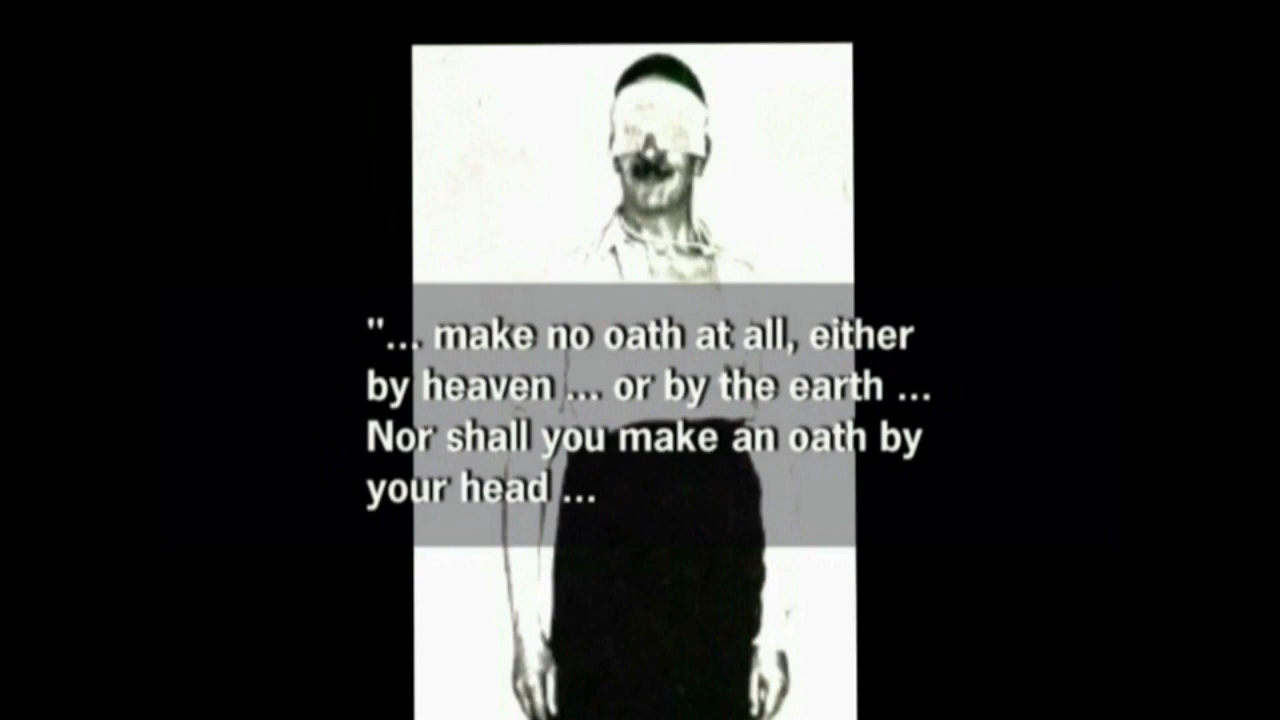 "... make no oath at all, either
by heaven ... or by the earth ...
Nor shall you make an oath by
your head ...